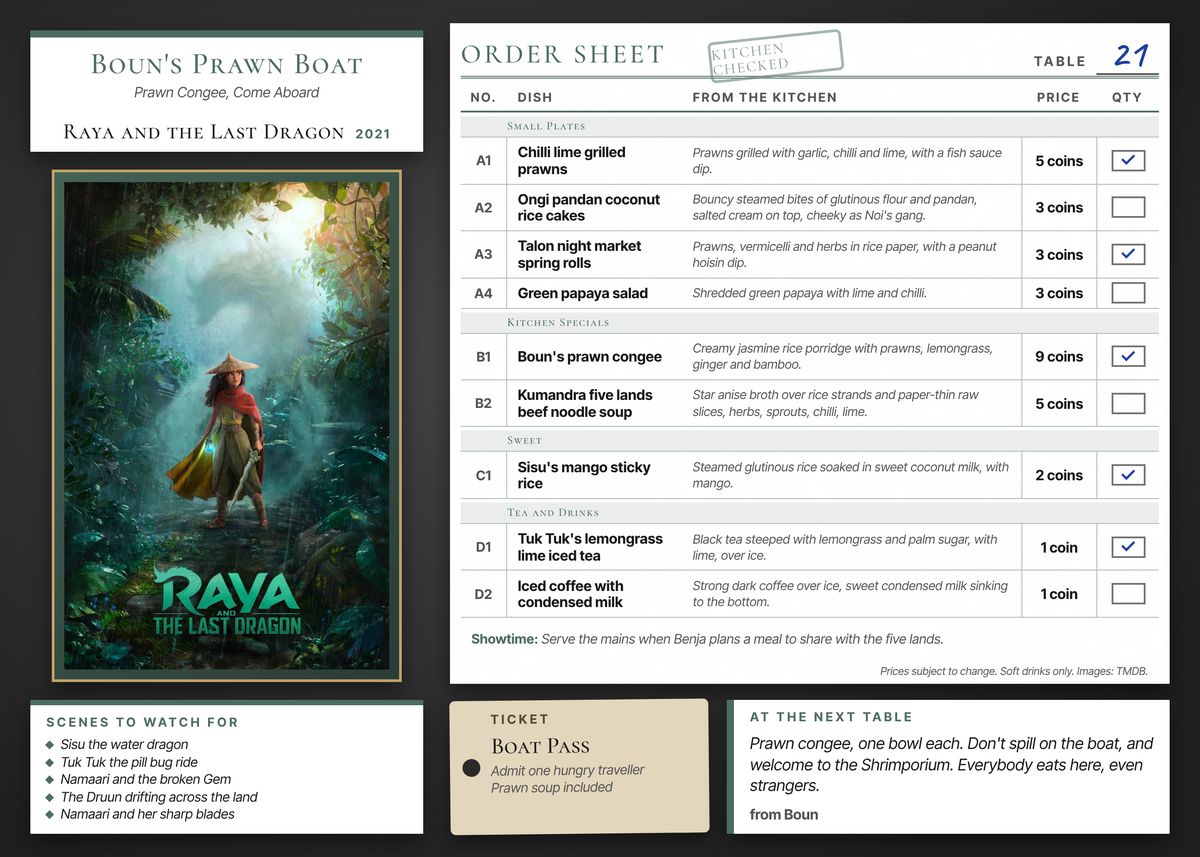 BOUN'S PRAWN BOAT
Prawn Congee, Come Aboard
RAYA AND THE LAST DRAGON 2021
RAYA
AND
THE LAST DRAGON
SCENES TO WATCH FOR
Sisu the water dragon
Tuk Tuk the pill bug ride
Namaari and the broken Gem
The Druun drifting across the land
Namaari and her sharp blades
ORDER SHEET
KITCHEN
CHECKED
TABLE 21
NO. DISH FROM THE KITCHEN PRICE QTY
SMALL PLATES
A1 Chilli lime grilled prawns Prawns grilled with garlic, chilli and lime, with a fish sauce dip. 5 coins ✓
A2 Ongi pandan coconut rice cakes Bouncy steamed bites of glutinous flour and pandan, salted cream on top, cheeky as Noi's gang. 3 coins
A3 Talon night market spring rolls Prawns, vermicelli and herbs in rice paper, with a peanut hoisin dip. 3 coins ✓
A4 Green papaya salad Shredded green papaya with lime and chilli. 3 coins
KITCHEN SPECIALS
B1 Boun's prawn congee Creamy jasmine rice porridge with prawns, lemongrass, ginger and bamboo. 9 coins ✓
B2 Kumandra five lands beef noodle soup Star anise broth over rice strands and paper-thin raw slices, herbs, sprouts, chilli, lime. 5 coins
SWEET
C1 Sisu's mango sticky rice Steamed glutinous rice soaked in sweet coconut milk, with mango. 2 coins ✓
TEA AND DRINKS
D1 Tuk Tuk's lemongrass lime iced tea Black tea steeped with lemongrass and palm sugar, with lime, over ice. 1 coin ✓
D2 Iced coffee with condensed milk Strong dark coffee over ice, sweet condensed milk sinking to the bottom. 1 coin
Showtime: Serve the mains when Benja plans a meal to share with the five lands.
Prices subject to change. Soft drinks only. Images: TMDB.
TICKET
BOAT PASS
Admit one hungry traveller
Prawn soup included
AT THE NEXT TABLE
Prawn congee, one bowl each. Don't spill on the boat, and
welcome to the Shrimporium. Everybody eats here, even
strangers.
from Boun